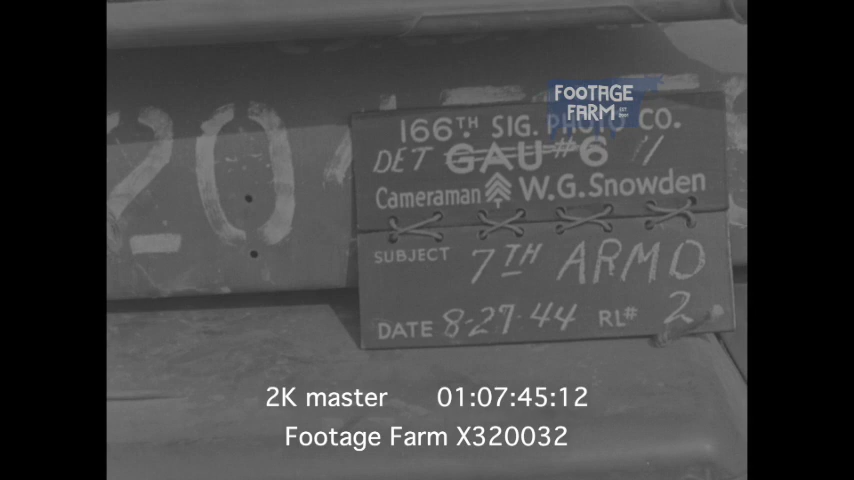 20
FOOTAGE
FARM
166TH SIG. PHOTO CO.
DET GAU #6 11
Cameraman W.G. Snowden
SUBJECT 7TH ARMD
DATE 8-27-44 RL# 2
2K master 01:07:45:12
Footage Farm X320032